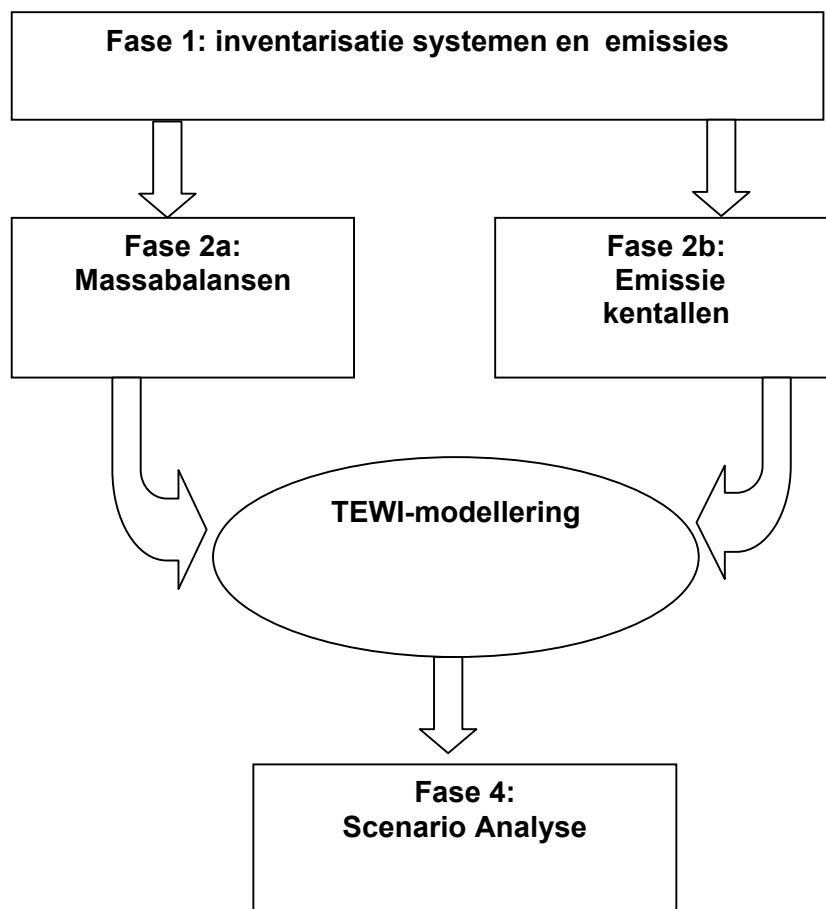 Fase 1: inventarisatie systemen en emissies
Fase 2a:
Massabalansen
Fase 2b:
Emissie
kentallen
TEWI-modellering
Fase 4:
Scenario Analyse